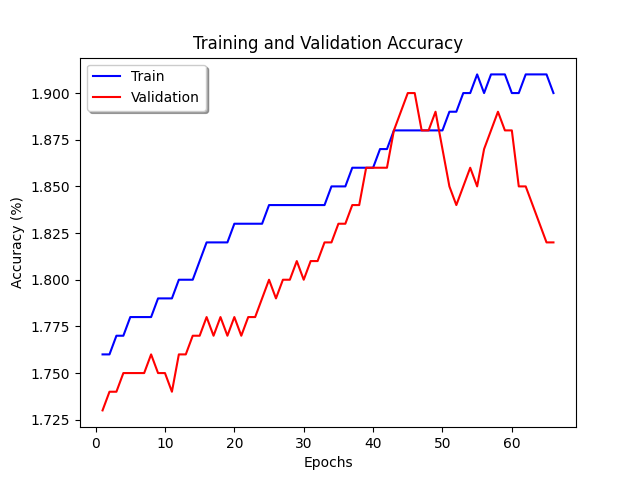 Training and Validation Accuracy
Train
Validation
Accuracy (%)
1.900
1.875
1.850
1.825
1.800
1.775
1.750
1.725
0 10 20 30 40 50 60
Epochs